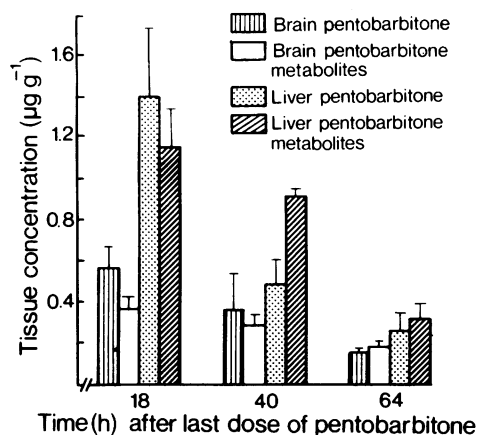 Tissue concentration (µg g⁻¹)
1.6
1.2
0.8
0.4
Brain pentobarbitone
Brain pentobarbitone
metabolites
Liver pentobarbitone
Liver pentobarbitone
metabolites
18 40 64
Time (h) after last dose of pentobarbitone